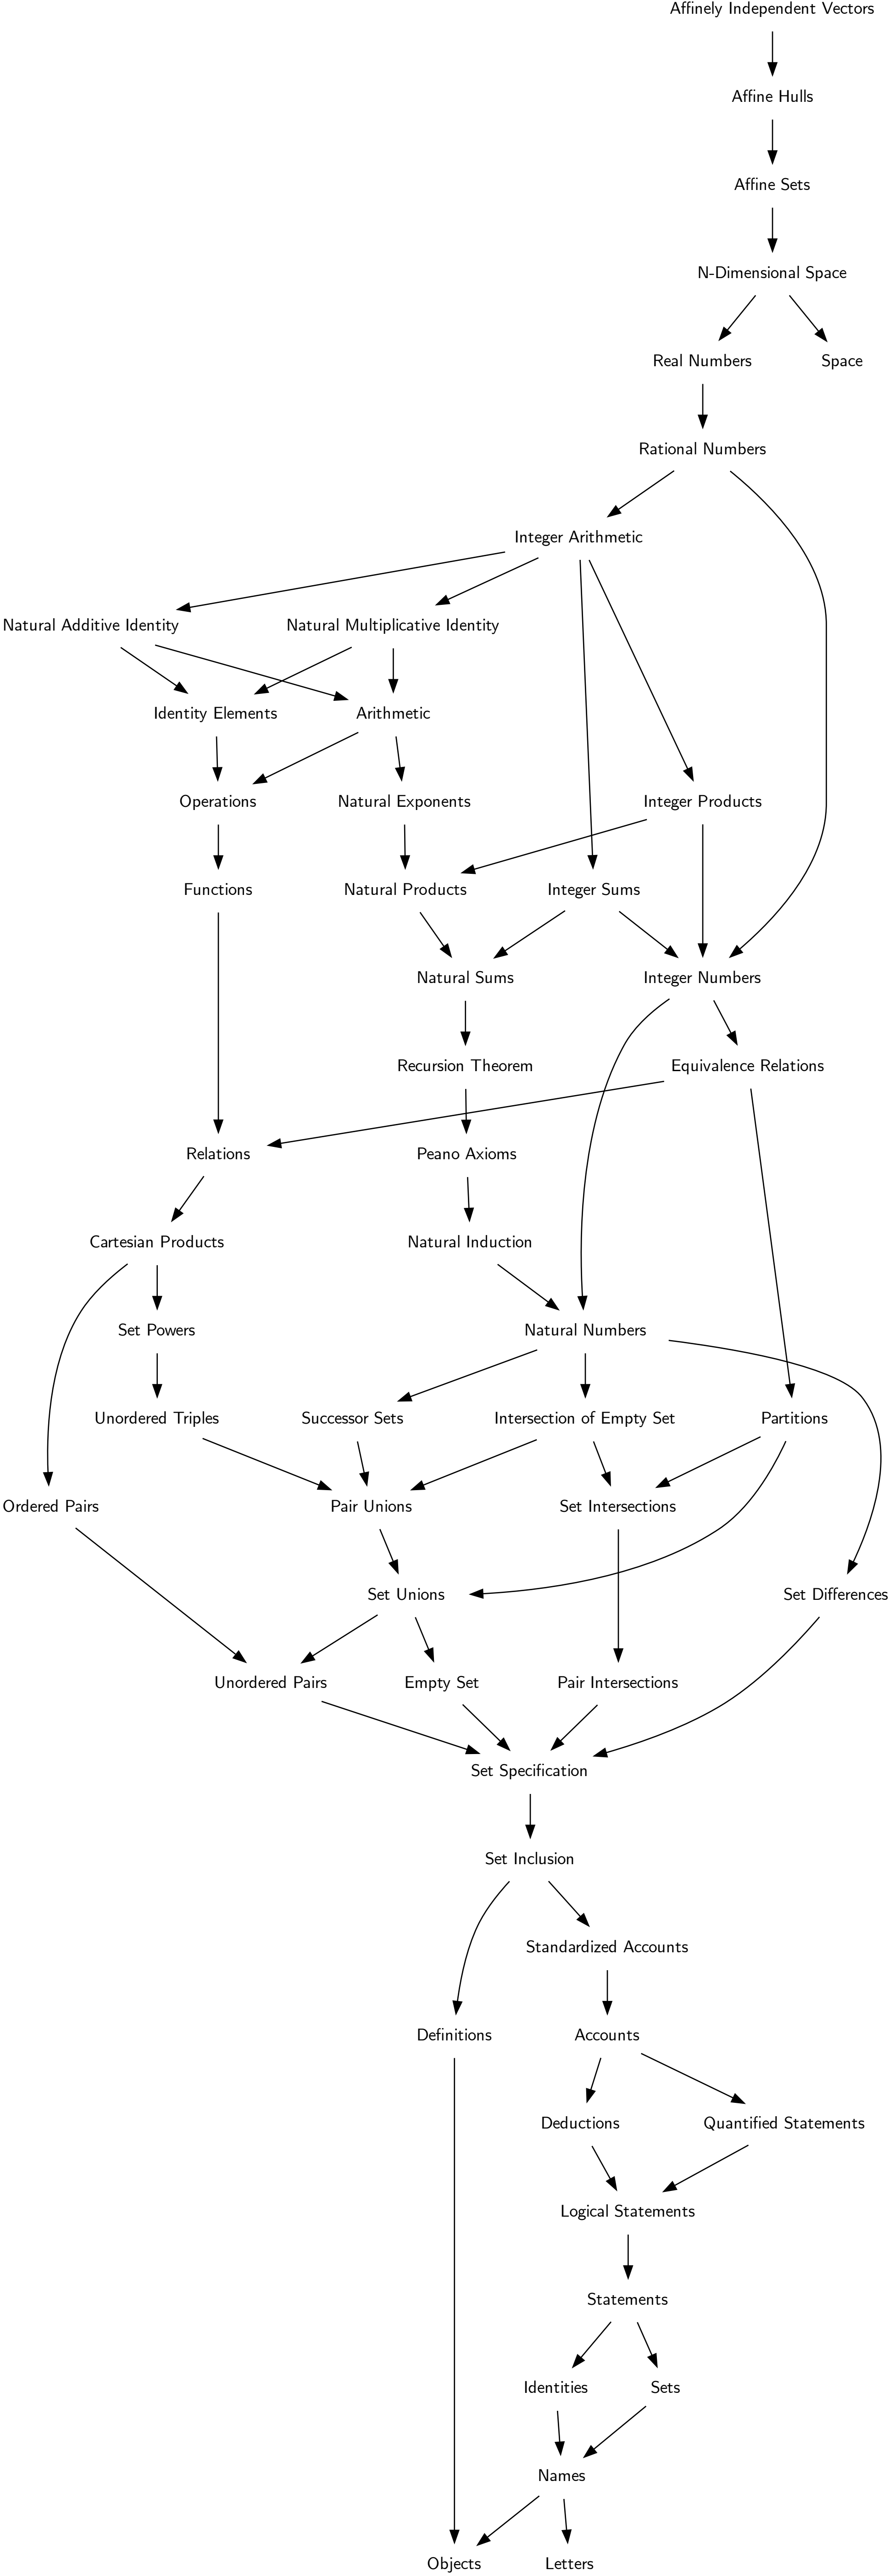 Affinely Independent Vectors
Affine Hulls
Affine Sets
N-Dimensional Space
Real Numbers
Space
Rational Numbers
Integer Arithmetic
Natural Additive Identity
Natural Multiplicative Identity
Identity Elements
Arithmetic
Operations
Natural Exponents
Integer Products
Functions
Natural Products
Integer Sums
Natural Sums
Integer Numbers
Recursion Theorem
Equivalence Relations
Relations
Peano Axioms
Cartesian Products
Natural Induction
Set Powers
Natural Numbers
Unordered Triples
Successor Sets
Intersection of Empty Set
Partitions
Ordered Pairs
Pair Unions
Set Intersections
Set Unions
Set Differences
Unordered Pairs
Empty Set
Pair Intersections
Set Specification
Set Inclusion
Standardized Accounts
Definitions
Accounts
Deductions
Quantified Statements
Logical Statements
Statements
Identities
Sets
Names
Objects
Letters